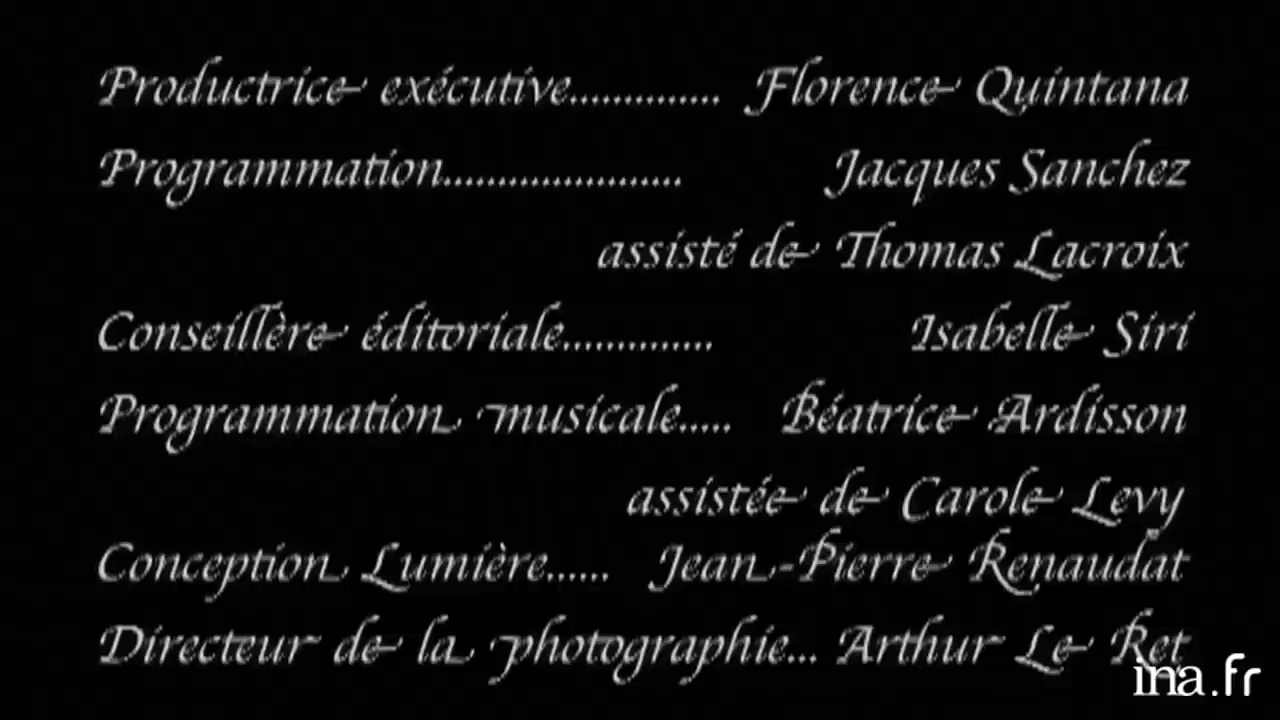 Productrice exécutive.............. Florence Quintana
Programmation...................... Jacques Sanchez
assisté de Thomas Lacroix
Conseillère éditoriale.............. Isabelle Siri
Programmation musicale..... Béatrice Ardisson
assistée de Carole Levy
Conception Lumière...... Jean-Pierre Renaudat
Directeur de la photographie... Arthur Le Ret
ina.fr